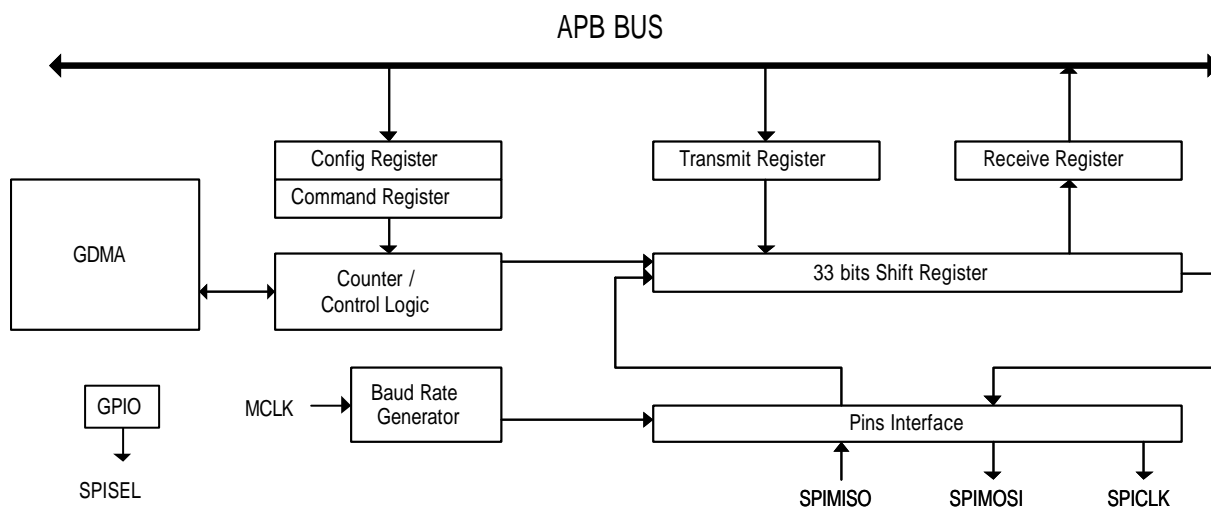 APB BUS
Config Register
Command Register
Transmit Register
Receive Register
GDMA
Counter /
Control Logic
33 bits Shift Register
GPIO
SPISEL
MCLK
Baud Rate
Generator
Pins Interface
SPIMISO
SPIMOSI
SPICLK